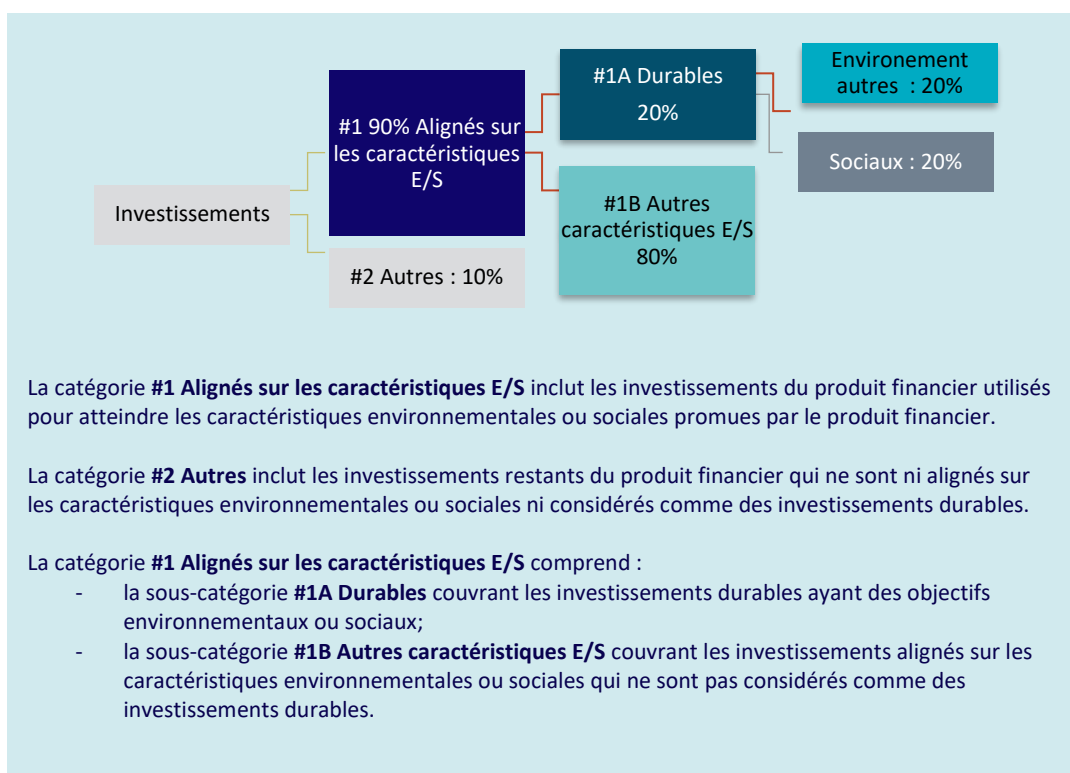 Investissements
#1 90% Alignés sur
les caractéristiques
E/S
#2 Autres : 10%
#1A Durables
20%
#1B Autres
caractéristiques E/S
80%
Environement
autres : 20%
Sociaux : 20%
La catégorie #1 Alignés sur les caractéristiques E/S inclut les investissements du produit financier utilisés
pour atteindre les caractéristiques environnementales ou sociales promues par le produit financier.
La catégorie #2 Autres inclut les investissements restants du produit financier qui ne sont ni alignés sur
les caractéristiques environnementales ou sociales ni considérés comme des investissements durables.
La catégorie #1 Alignés sur les caractéristiques E/S comprend :
- la sous-catégorie #1A Durables couvrant les investissements durables ayant des objectifs
environnementaux ou sociaux;
- la sous-catégorie #1B Autres caractéristiques E/S couvrant les investissements alignés sur les
caractéristiques environnementales ou sociales qui ne sont pas considérés comme des
investissements durables.